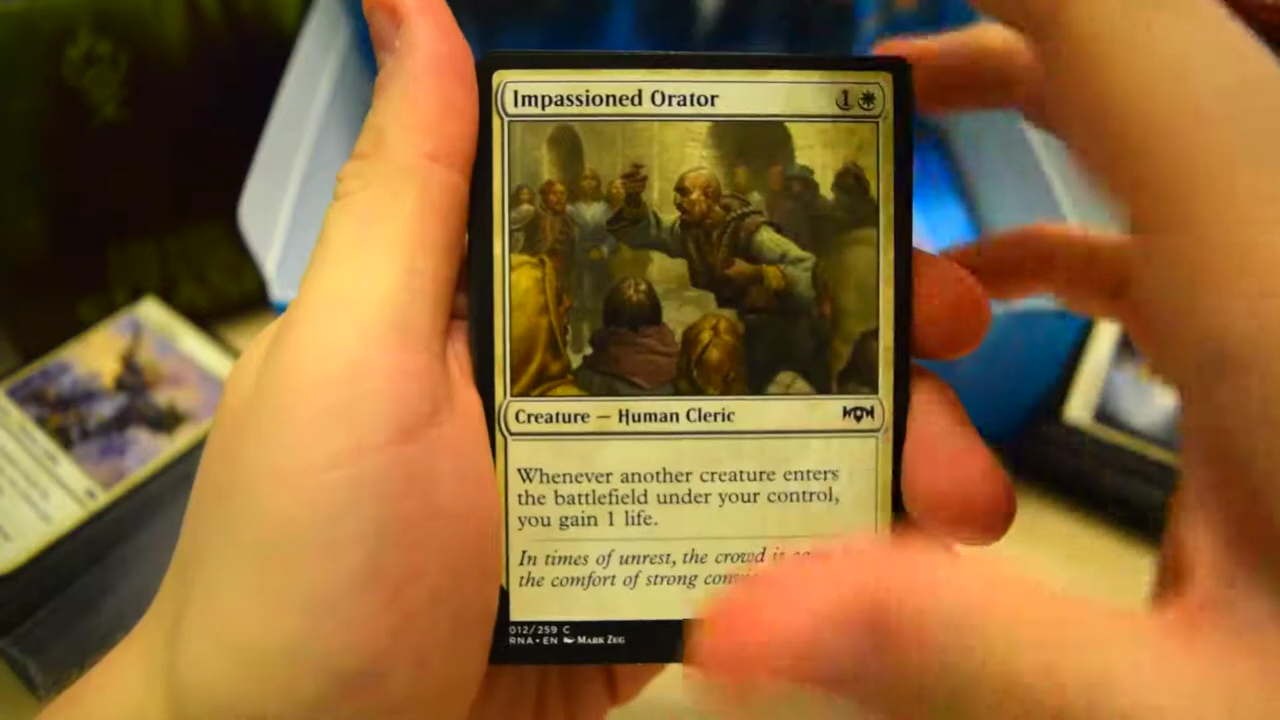 Impassioned Orator 1
Creature — Human Cleric
Whenever another creature enters
the battlefield under your control,
you gain 1 life.
In times of unrest, the crowd
the comfort of strong
012/259 C
RNA • EN Mark Zug